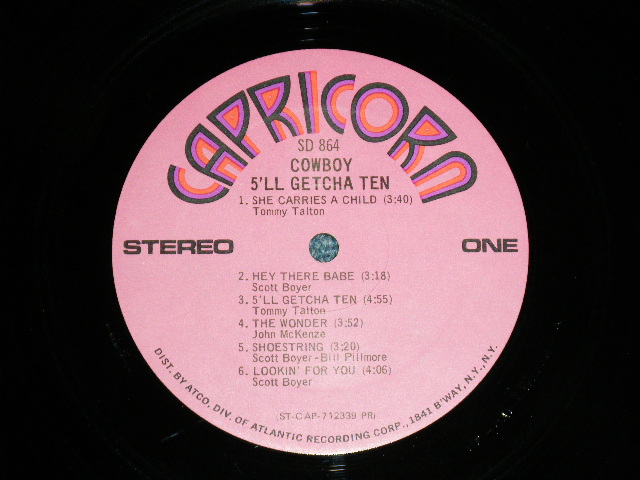 CAPRICORN
SD 864
COWBOY
5'LL GETCHA TEN
1. SHE CARRIES A CHILD (3:40)
Tommy Talton
STEREO
ONE
2. HEY THERE BABE (3:18)
Scott Boyer
3. 5'LL GETCHA TEN (4:55)
Tommy Talton
4. THE WONDER (3:52)
John McKenze
5. SHOESTRING (3:20)
Scott Boyer-Bill Pillmore
6. LOOKIN' FOR YOU (4:06)
Scott Boyer
(ST-CAP-712339 PR)
DIST. BY ATCO, DIV. OF ATLANTIC RECORDING CORP., 1841 B'WAY, N.Y., N.Y.